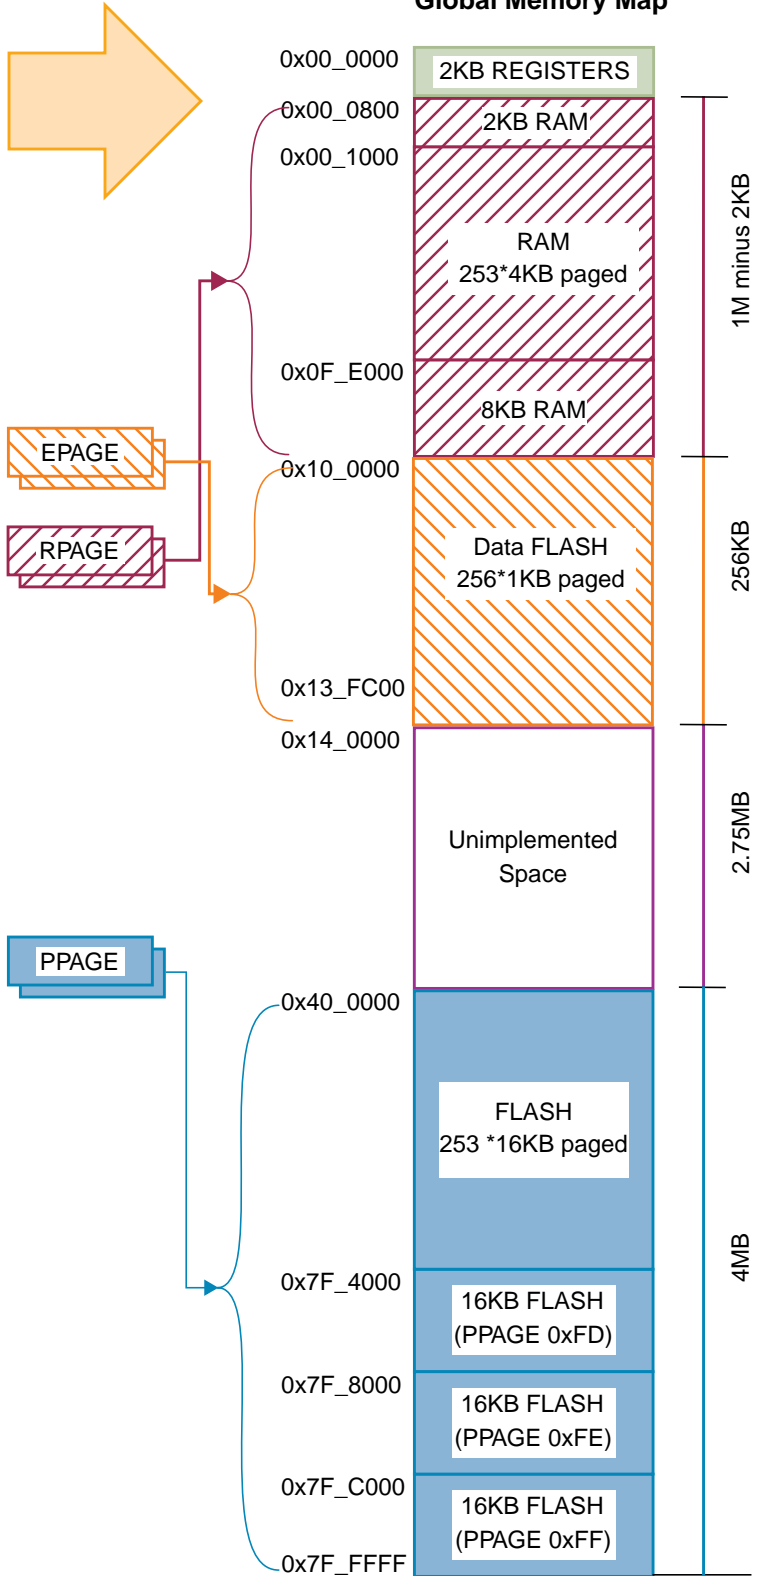 Global Memory Map
0x00_0000
2KB REGISTERS
0x00_0800
2KB RAM
0x00_1000
RAM
253*4KB paged
1M minus 2KB
0x0F_E000
8KB RAM
EPAGE
0x10_0000
RPAGE
Data FLASH
256*1KB paged
256KB
0x13_FC00
0x14_0000
Unimplemented
Space
2.75MB
PPAGE
0x40_0000
FLASH
253 *16KB paged
4MB
0x7F_4000
16KB FLASH
(PPAGE 0xFD)
0x7F_8000
16KB FLASH
(PPAGE 0xFE)
0x7F_C000
16KB FLASH
(PPAGE 0xFF)
0x7F_FFFF